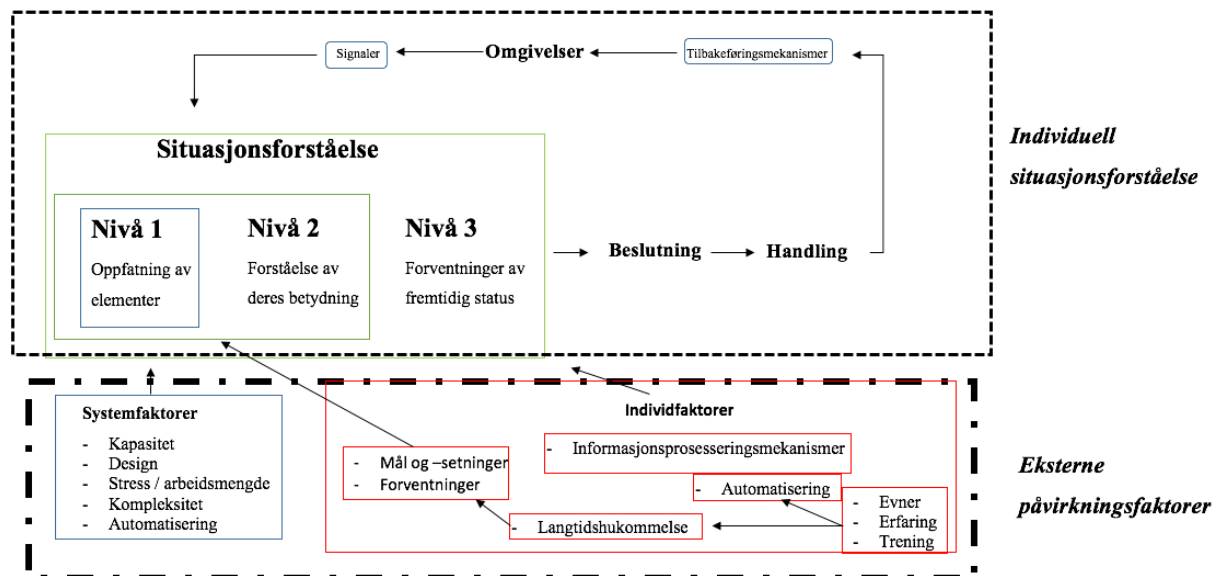 Signaler
Omgivelser
Tilbakeføringsmekanismer
Individuell
situasjonsforståelse
Situasjonsforståelse
Nivå 1
Oppfatning av
elementer
Nivå 2
Forståelse av
deres betydning
Nivå 3
Forventninger av
fremtidig status
Beslutning
Handling
Systemfaktorer
- Kapasitet
- Design
- Stress / arbeidsmengde
- Kompleksitet
- Automatisering
Individfaktorer
- Informasjonsprosesseringsmekanismer
- Mål og –setninger
- Forventinger
- Automatisering
- Langtidshukommelse
- Evner
- Erfaring
- Trening
Eksterne
påvirkningsfaktorer